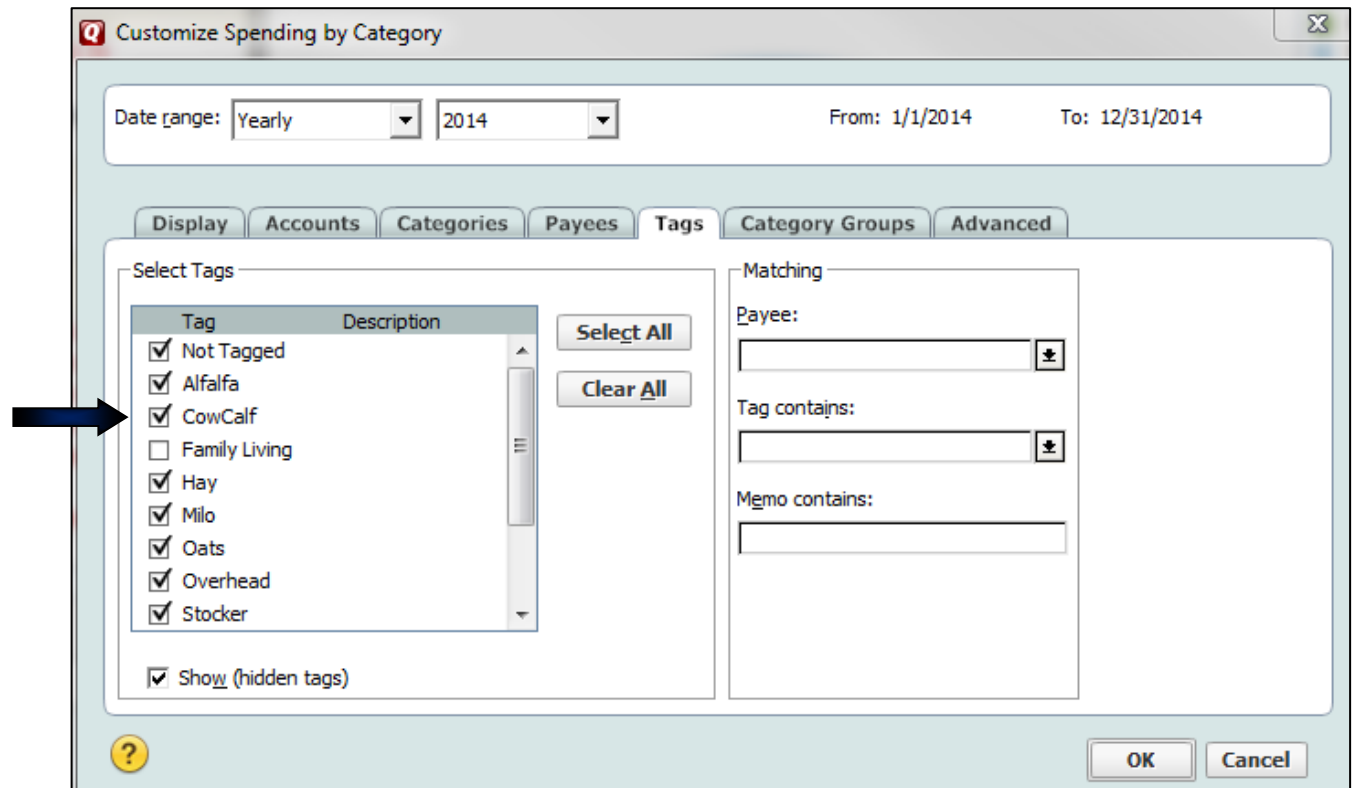 Customize Spending by Category
Date range: Yearly 2014 From: 1/1/2014 To: 12/31/2014
Display Accounts Categories Payees Tags Category Groups Advanced
Select Tags
Tag Description
Not Tagged
Alfalfa
CowCalf
Family Living
Hay
Milo
Oats
Overhead
Stocker
Show (hidden tags)
Select All
Clear All
Matching
Payee:
Tag contains:
Memo contains:
?
OK Cancel